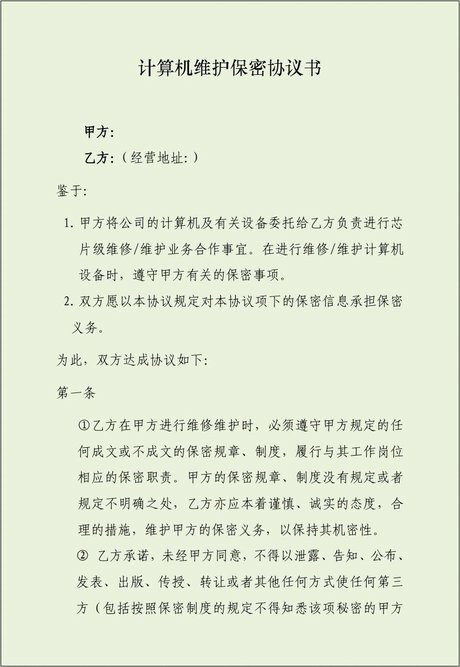 计算机维护保密协议书
甲方：
乙方：（经营地址：）
鉴于：
1. 甲方将公司的计算机及有关设备委托给乙方负责进行芯
片级维修/维护业务合作事宜。在进行维修/维护计算机
设备时，遵守甲方有关的保密事项。
2. 双方愿以本协议规定对本协议项下的保密信息承担保密
义务。
为此，双方达成协议如下：
第一条
①乙方在甲方进行维修维护时，必须遵守甲方规定的任
何成文或不成文的保密规章、制度，履行与其工作岗位
相应的保密职责。甲方的保密规章、制度没有规定或者
规定不明确之处，乙方亦应本着谨慎、诚实的态度，合
理的措施，维护甲方的保密义务，以保持其机密性。
② 乙方承诺，未经甲方同意，不得以泄露、告知、公布、
发表、出版、传授、转让或者其他任何方式使任何第三
方（包括按照保密制度的规定不得知悉该项秘密的甲方